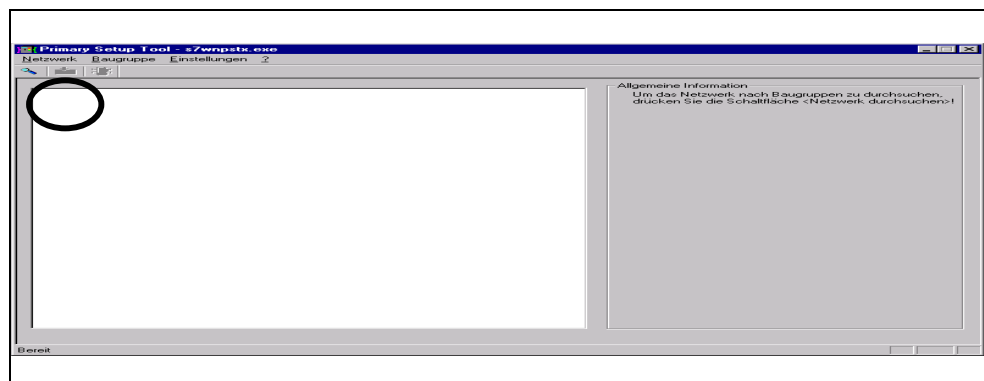 Primary Setup Tool - s7wnpstx.exe
Netzwerk Baugruppe Einstellungen ?
Allgemeine Information
Um das Netzwerk nach Baugruppen zu durchsuchen,
drücken Sie die Schaltfläche <Netzwerk durchsuchen>!
Bereit